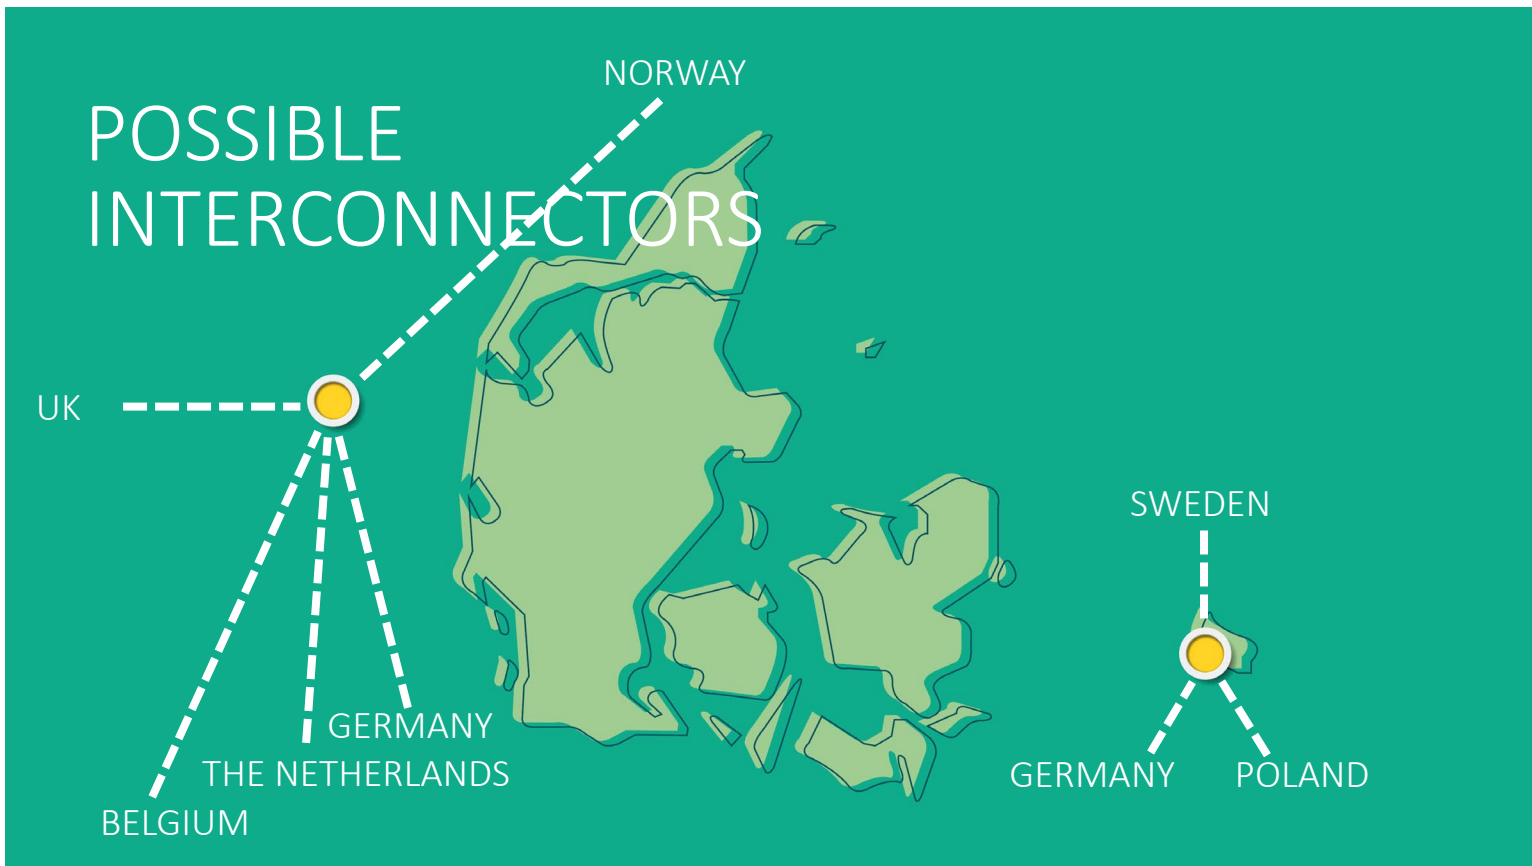 NORWAY
POSSIBLE
INTERCONNECTORS
UK
SWEDEN
GERMANY
THE NETHERLANDS
BELGIUM
GERMANY
POLAND